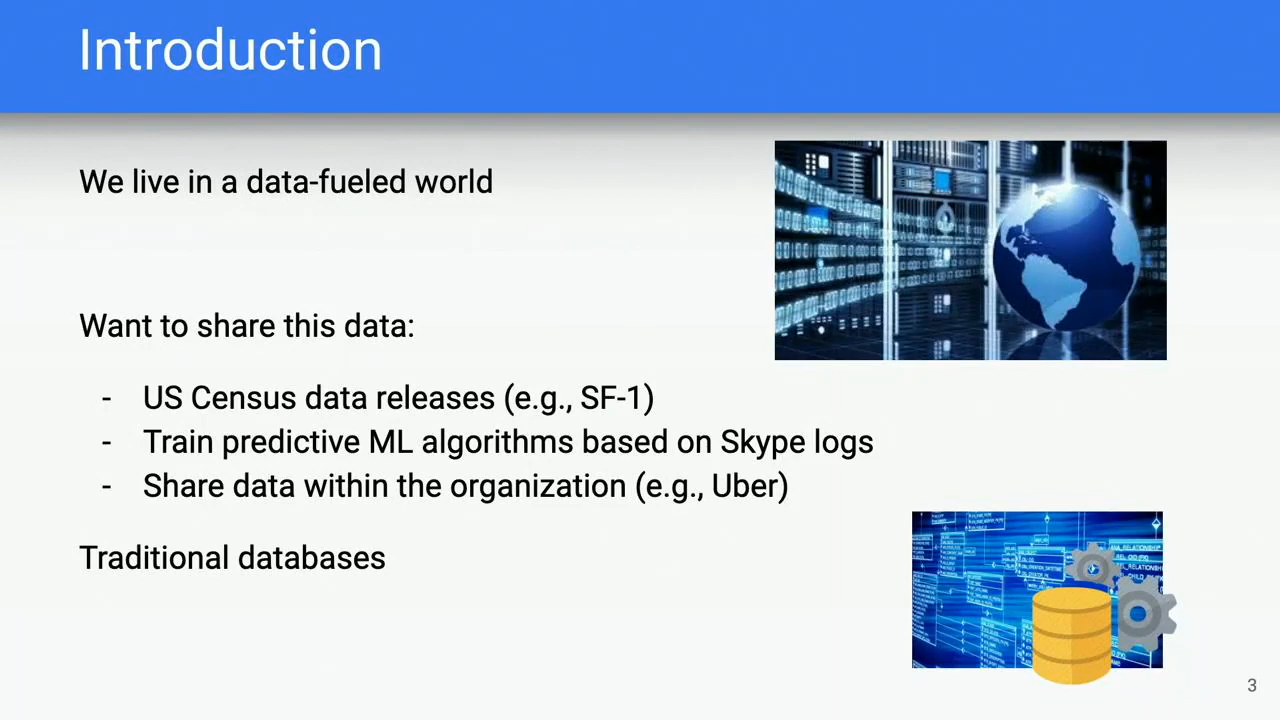 Introduction
We live in a data-fueled world
Want to share this data:
- US Census data releases (e.g., SF-1)
- Train predictive ML algorithms based on Skype logs
- Share data within the organization (e.g., Uber)
Traditional databases
3